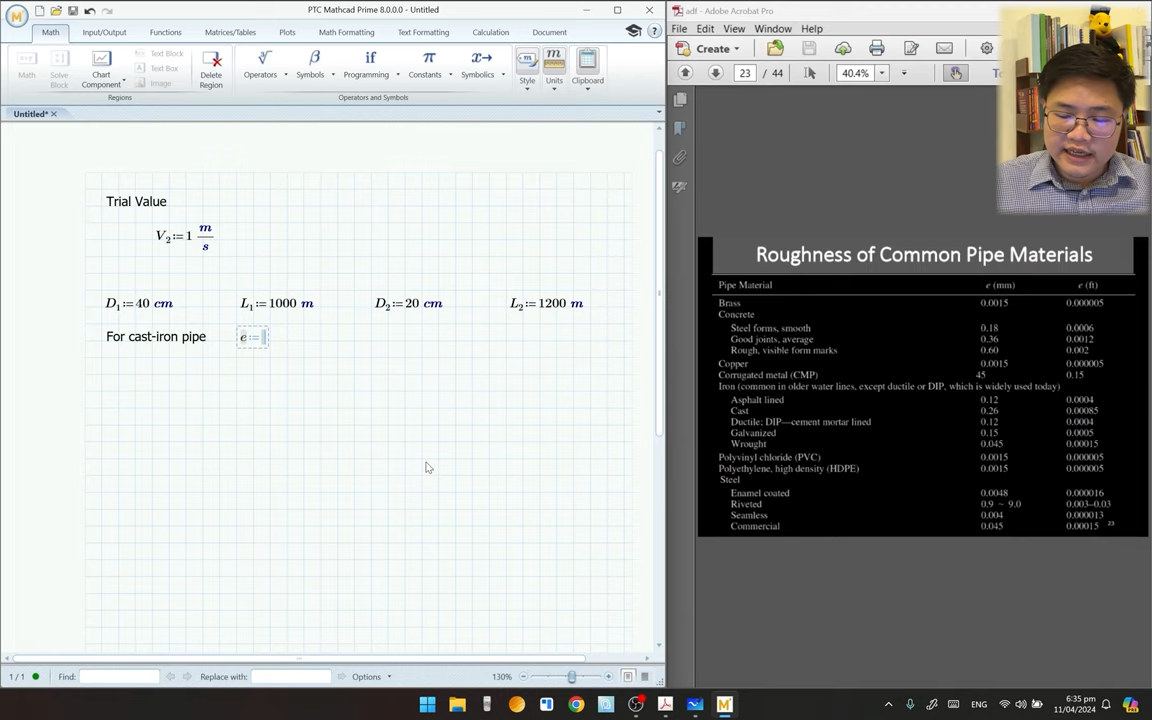 PTC Mathcad Prime 8.0.0.0 - Untitled
Math Input/Output Functions Matrices/Tables Plots Math Formatting Text Formatting Calculation Document
Math
Solve Block
Chart Component
Text Block
Text Box
Image
Delete Region
Operators
Symbols
Programming
Constants
Symbolics
Style
Units
Clipboard
Regions
Operators and Symbols
Untitled*
Trial Value
V₂:=1 m/s
D₁:=40 cm L₁:=1000 m D₂:=20 cm L₂:=1200 m
For cast-iron pipe e:=
1 / 1 Find: Replace with: Options 130%
adf - Adobe Acrobat Pro
File Edit View Window Help
Create
23 / 44 40.4%
Roughness of Common Pipe Materials
Pipe Material e (mm) e (ft)
Brass 0.0015 0.000005
Concrete
Steel forms, smooth 0.18 0.0006
Good joints, average 0.36 0.0012
Rough, visible form marks 0.60 0.002
Copper 0.0015 0.000005
Corrugated metal (CMP) 45 0.15
Iron (common in older water lines, except ductile or DIP, which is widely used today)
Asphalt lined 0.12 0.0004
Cast 0.26 0.00085
Ductile; DIP—cement mortar lined 0.12 0.0004
Galvanized 0.15 0.0005
Wrought 0.045 0.00015
Polyvinyl chloride (PVC) 0.0015 0.000005
Polyethylene, high density (HDPE) 0.0015 0.000005
Steel
Enamel coated 0.0048 0.000016
Riveted 0.9 ~ 9.0 0.003–0.03
Seamless 0.004 0.000013
Commercial 0.045 0.00015
23
ENG
6:35 pm
11/04/2024